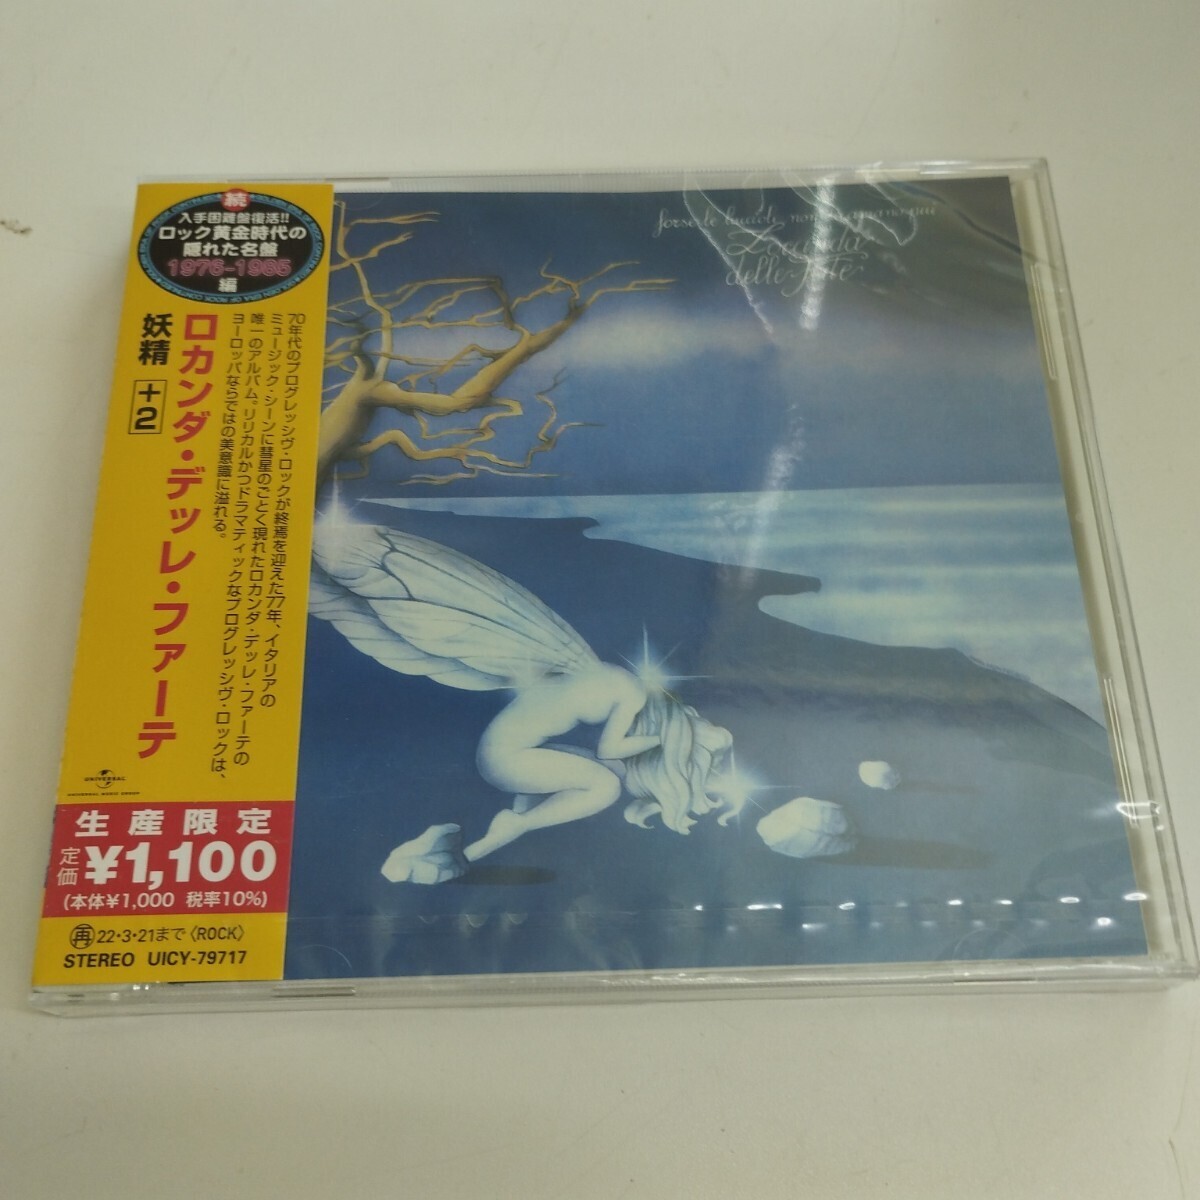 続
入手困難盤復活!!
ロック黄金時代の
隠れた名盤
1976-1985
編
ロカンダ・デッレ・ファーテ
妖精 +2
70年代のプログレッシヴ・ロックが終焉を迎えた77年、イタリアの
ミュージック・シーンに彗星のごとく現れたロカンダ・デッレ・ファーテの
唯一のアルバム。リリカルかつドラマティックなプログレッシヴ・ロックは、
ヨーロッパならではの美意識に溢れる。
UNIVERSAL
UNIVERSAL MUSIC GROUP
生産限定
定価 ¥1,100
(本体¥1,000 税率10%)
再 22・3・21まで〈ROCK〉
STEREO UICY-79717
forse le lucciole non si amano più
Locanda
delle Fate